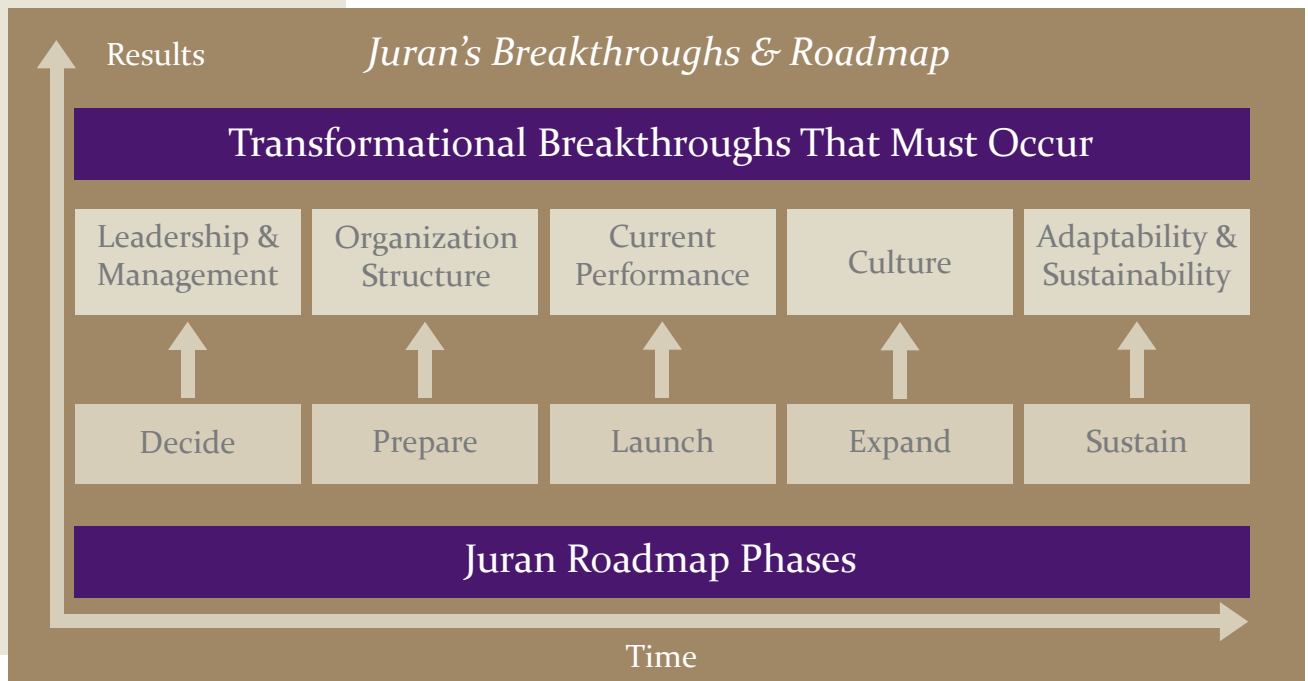 Results
Juran’s Breakthroughs & Roadmap
Transformational Breakthroughs That Must Occur
Leadership &
Management
Organization
Structure
Current
Performance
Culture
Adaptability &
Sustainability
Decide
Prepare
Launch
Expand
Sustain
Juran Roadmap Phases
Time